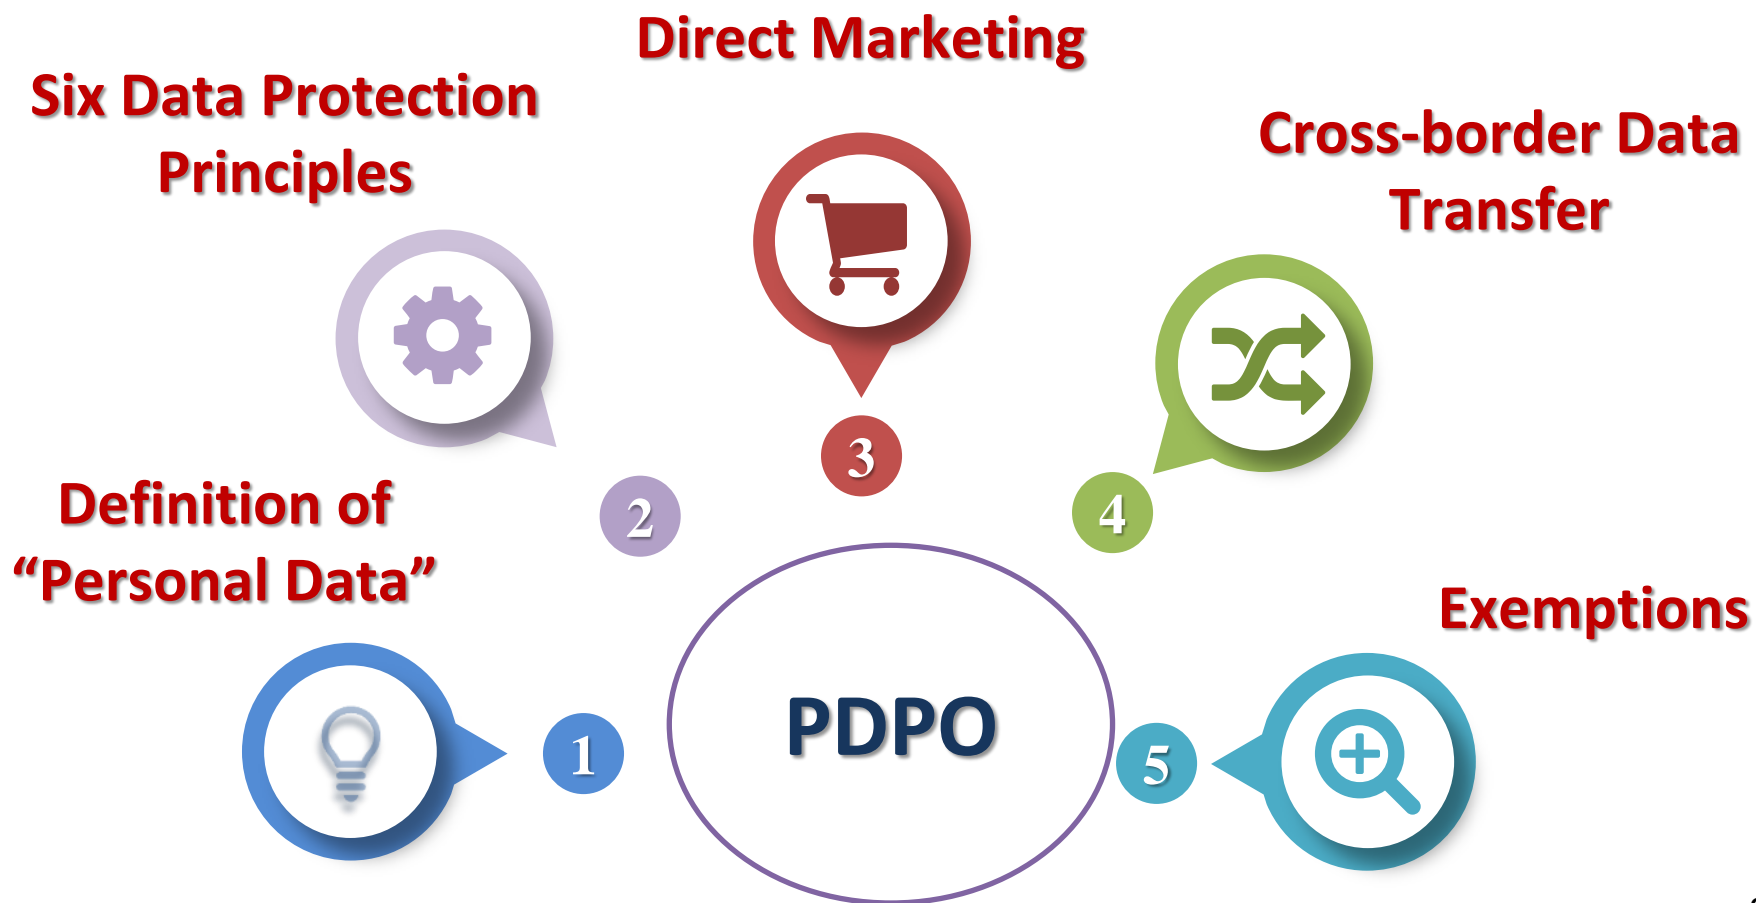 Direct Marketing
Six Data Protection
Principles
Cross-border Data
Transfer
3
2
4
Definition of
“Personal Data”
Exemptions
PDPO
1
5